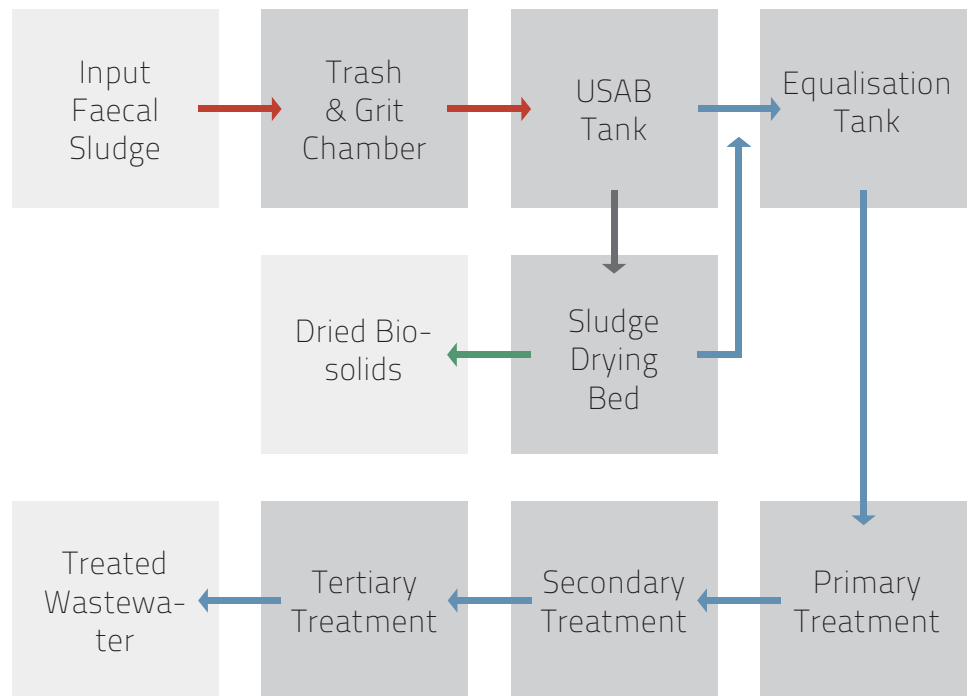 Input
Faecal
Sludge
Trash
& Grit
Chamber
USAB
Tank
Equalisation
Tank
Dried Bio-
solids
Sludge
Drying
Bed
Treated
Wastewa-
ter
Tertiary
Treatment
Secondary
Treatment
Primary
Treatment